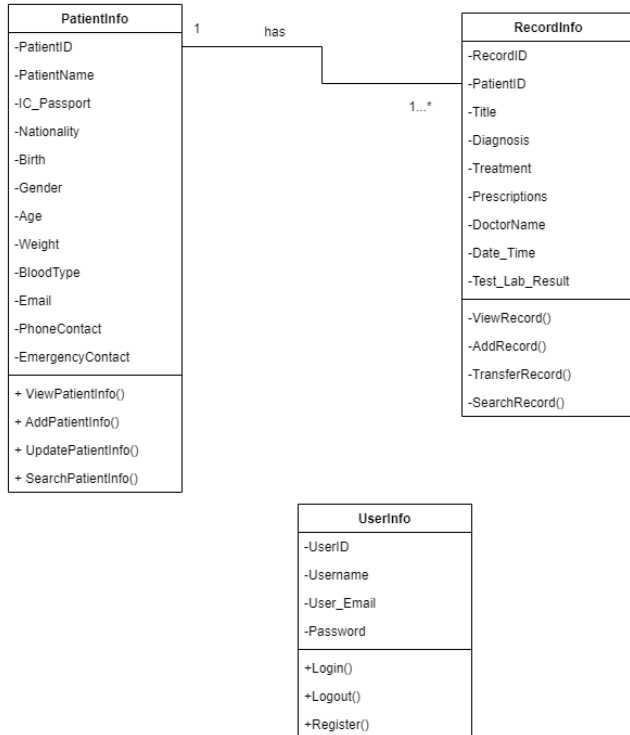 PatientInfo
-PatientID
-PatientName
-IC_Passport
-Nationality
-Birth
-Gender
-Age
-Weight
-BloodType
-Email
-PhoneContact
-EmergencyContact
+ ViewPatientInfo()
+ AddPatientInfo()
+ UpdatePatientInfo()
+ SearchPatientInfo()
1
has
1...*
RecordInfo
-RecordID
-PatientID
-Title
-Diagnosis
-Treatment
-Prescriptions
-DoctorName
-Date_Time
-Test_Lab_Result
-ViewRecord()
-AddRecord()
-TransferRecord()
-SearchRecord()
UserInfo
-UserID
-Username
-User_Email
-Password
+Login()
+Logout()
+Register()